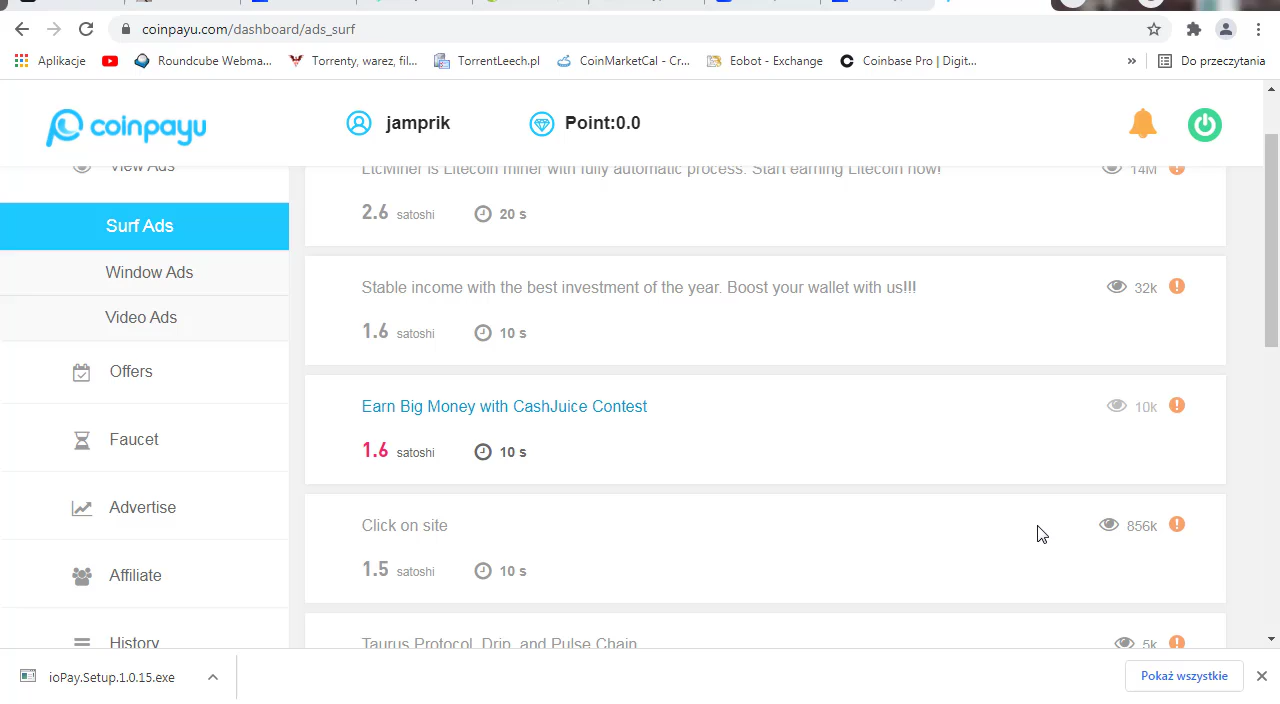 coinpayu.com/dashboard/ads_surf
Aplikacje
Roundcube Webma...
Torrenty, warez, fil...
TorrentLeech.pl
CoinMarketCal - Cr...
Eobot - Exchange
Coinbase Pro | Digit...
»
Do przeczytania
coinpayu
jamprik
Point:0.0
View Ads
Surf Ads
Window Ads
Video Ads
Offers
Faucet
Advertise
Affiliate
History
LtcMiner is Litecoin miner with fully automatic process. Start earning Litecoin now!
14M
2.6 satoshi 20 s
Stable income with the best investment of the year. Boost your wallet with us!!!
32k
1.6 satoshi 10 s
Earn Big Money with CashJuice Contest
10k
1.6 satoshi 10 s
Click on site
856k
1.5 satoshi 10 s
Taurus Protocol, Drip, and Pulse Chain
5k
ioPay.Setup.1.0.15.exe
Pokaż wszystkie